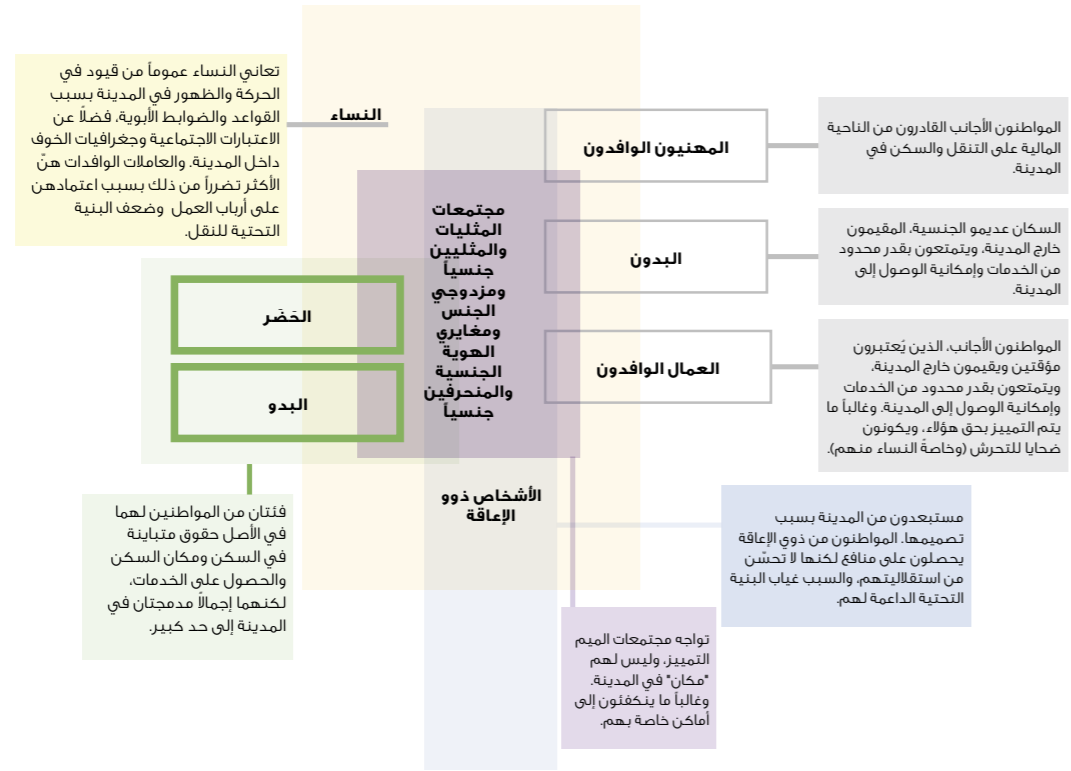 النساء
تعاني النساء عموماً من قيود في
الحركة والظهور في المدينة بسبب
القواعد والضوابط الأبوية، فضلًا عن
الاعتبارات الاجتماعية وجغرافيات الخوف
داخل المدينة. والعاملات الوافدات هنّ
الأكثر تضرراً من ذلك بسبب اعتمادهن
على أرباب العمل وضعف البنية
التحتية للنقل.
المهنيون الوافدون
المواطنون الأجانب القادرون من الناحية
المالية على التنقل والسكن في
المدينة.
البدون
السكان عديمو الجنسية، المقيمون
خارج المدينة، ويتمتعون بقدر محدود
من الخدمات وإمكانية الوصول إلى
المدينة.
العمال الوافدون
المواطنون الأجانب، الذين يُعتبرون
مؤقتين ويقيمون خارج المدينة،
ويتمتعون بقدر محدود من الخدمات
وإمكانية الوصول إلى المدينة. وغالباً ما
يتم التمييز بحق هؤلاء، ويكونون
ضحايا للتحرش (وخاصةً النساء منهم).
مجتمعات
المثليات
والمثليين
جنسياً
ومزدوجي
الجنس
ومغايري
الهوية
الجنسية
والمنحرفين
جنسياً
الحَضَر
البدو
فئتان من المواطنين لهما
في الأصل حقوق متباينة
في السكن ومكان السكن
والحصول على الخدمات،
لكنهما إجمالًا مدمجتان في
المدينة إلى حد كبير.
الأشخاص ذوو
الإعاقة
مستبعدون من المدينة بسبب
تصميمها. المواطنون من ذوي الإعاقة
يحصلون على منافع لكنها لا تحسّن
من استقلاليتهم، والسبب غياب البنية
التحتية الداعمة لهم.
تواجه مجتمعات الميم
التمييز، وليس لهم
"مكان" في المدينة.
وغالباً ما ينكفئون إلى
أماكن خاصة بهم.